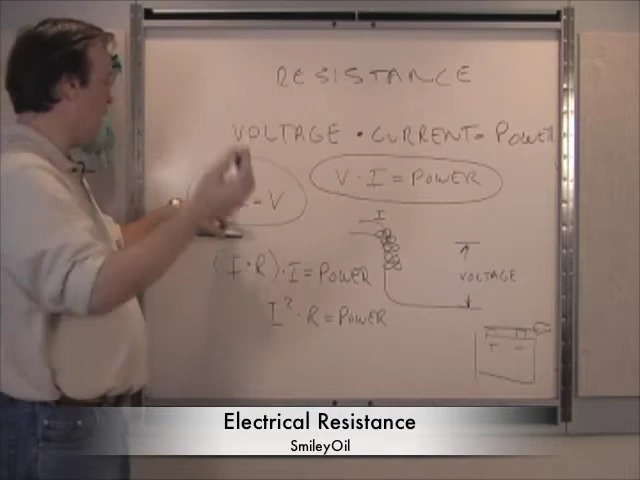 RESISTANCE
VOLTAGE • CURRENT = POWER
V • I = POWER
= V
I
(I • R) • I = POWER
VOLTAGE
I² • R = POWER
+ -
Electrical Resistance
SmileyOil